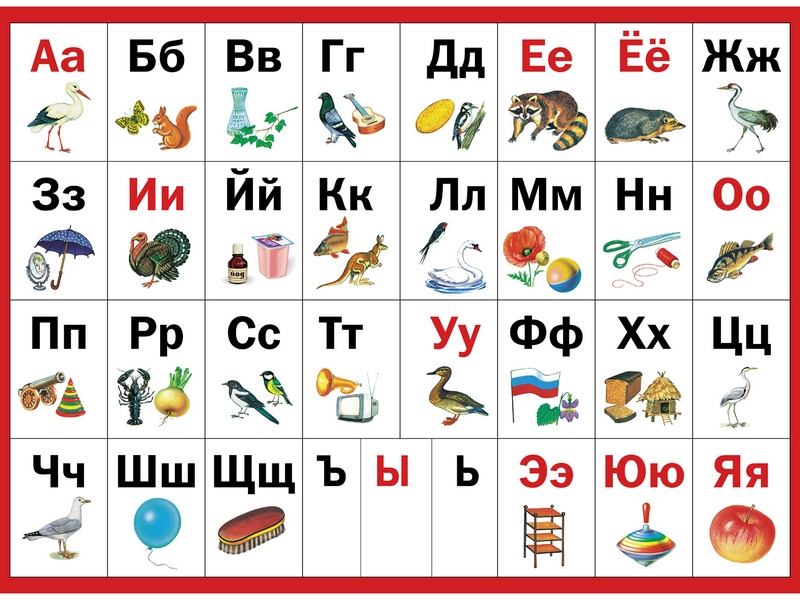 Аа Бб Вв Гг Дд Ее Ёё Жж
Зз Ии Йй Кк Лл Мм Нн Оо
йод
Пп Рр Сс Тт Уу Фф Хх Цц
Чч Шш Щщ Ъ Ы Ь Ээ Юю Яя